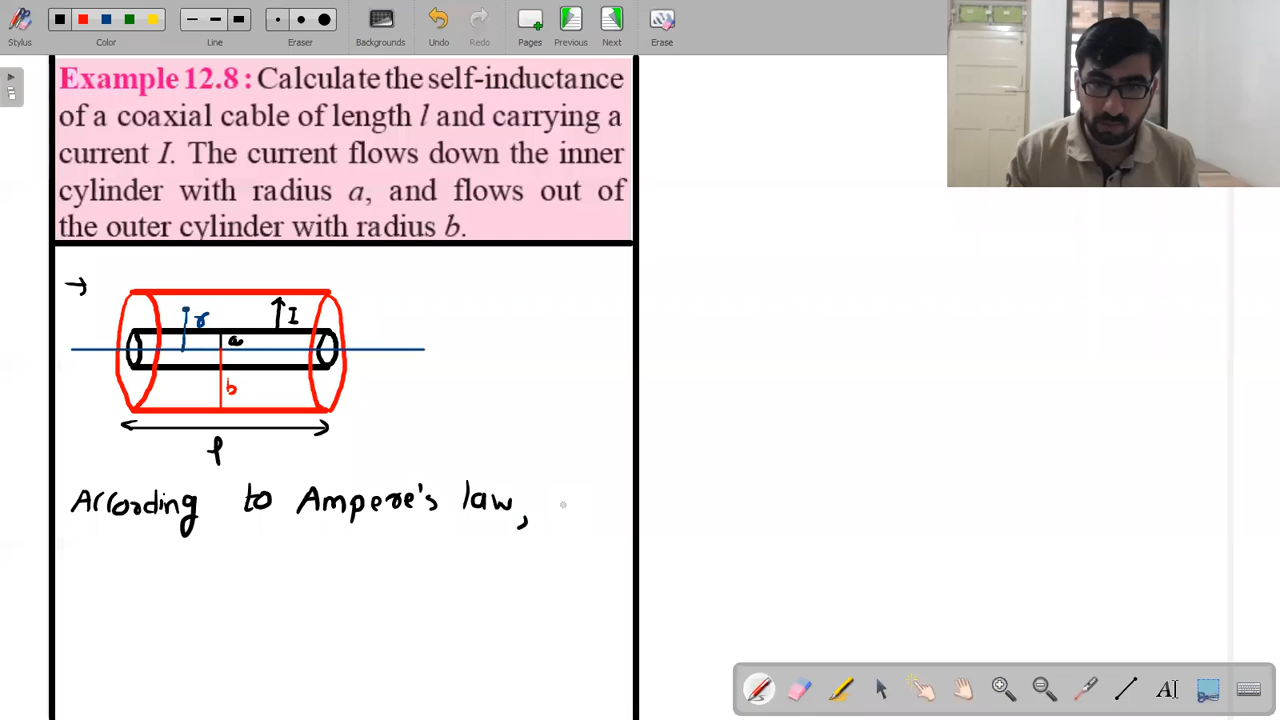 Stylus
Color
Line
Eraser
Backgrounds
Undo
Redo
Pages
Previous
Next
Erase
Example 12.8 : Calculate the self-inductance
of a coaxial cable of length l and carrying a
current I. The current flows down the inner
cylinder with radius a, and flows out of
the outer cylinder with radius b.
r
I
a
b
l
According to Ampere's law,
AI